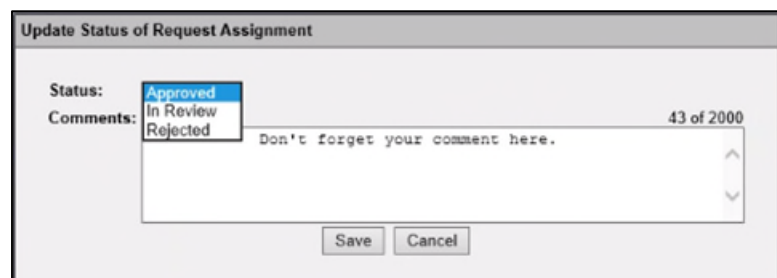 Update Status of Request Assignment
Status:
Approved
In Review
Rejected
Comments:
43 of 2000
Don't forget your comment here.
Save
Cancel